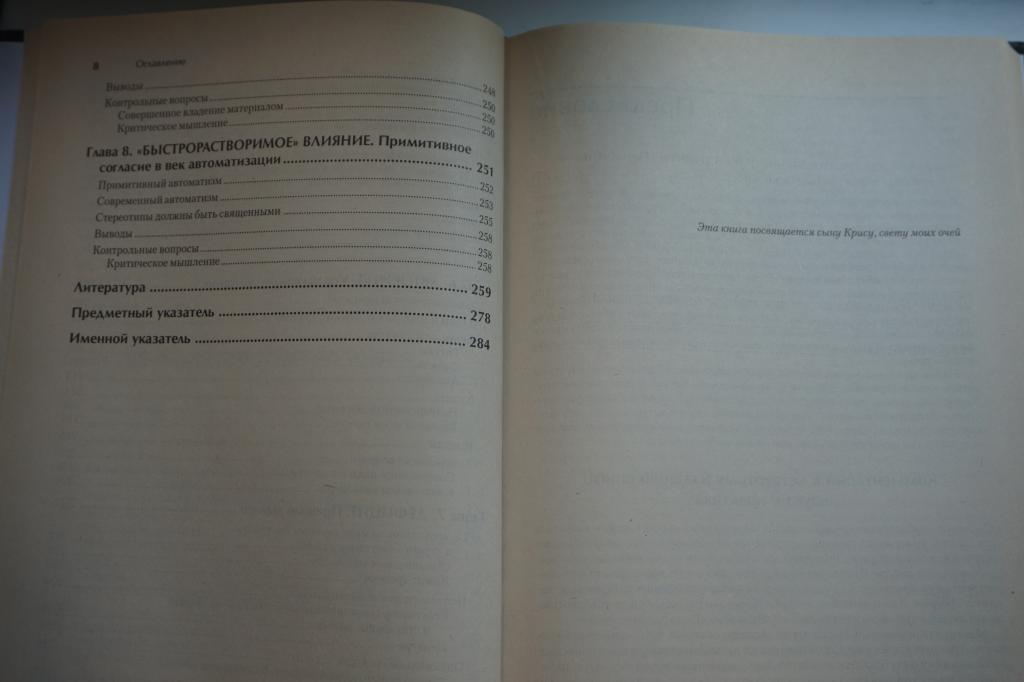 8 Оглавление
Выводы 248
Контрольные вопросы 250
Совершенное владение материалом 250
Критическое мышление 250
Глава 8. «БЫСТРОРАСТВОРИМОЕ» ВЛИЯНИЕ. Примитивное
согласие в век автоматизации 251
Примитивный автоматизм 252
Современный автоматизм 253
Стереотипы должны быть священными 255
Выводы 258
Контрольные вопросы 258
Критическое мышление 258
Литература 259
Предметный указатель 278
Именной указатель 284
Эта книга посвящается сыну Крису, свету моих очей